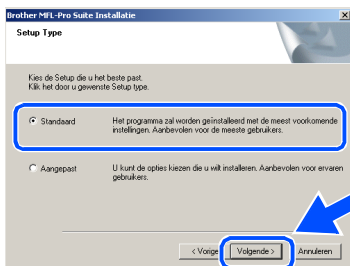 Brother MFL-Pro Suite Installatie
Setup Type
Kies de Setup die u het beste past.
Klik het door u gewenste Setup type.
Standaard
Het programma zal worden geïnstalleerd met de meest voorkomende
instellingen. Aanbevolen voor de meeste gebruikers.
Aangepast
U kunt de opties kiezen die u wilt installeren. Aanbevolen voor ervaren
gebruikers.
< Vorige Volgende > Annuleren